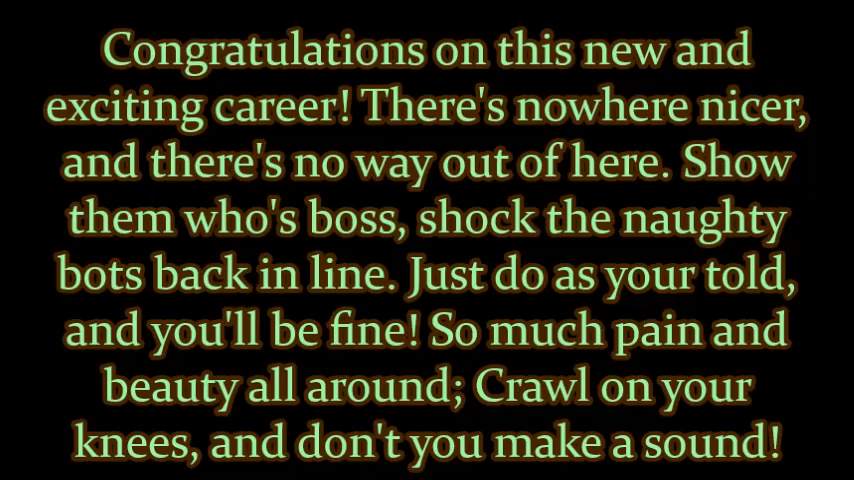 Congratulations on this new and
exciting career! There's nowhere nicer,
and there's no way out of here. Show
them who's boss, shock the naughty
bots back in line. Just do as your told,
and you'll be fine! So much pain and
beauty all around; Crawl on your
knees, and don't you make a sound!